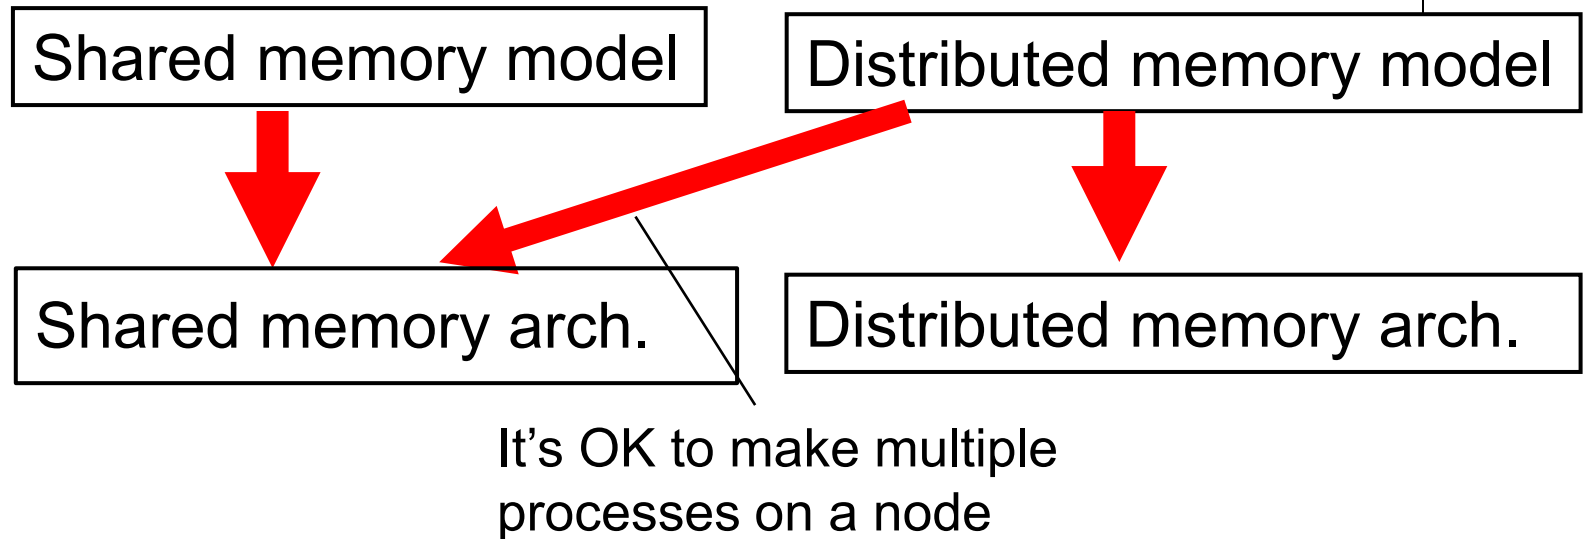 Shared memory model
Distributed memory model
Shared memory arch.
Distributed memory arch.
It’s OK to make multiple
processes on a node